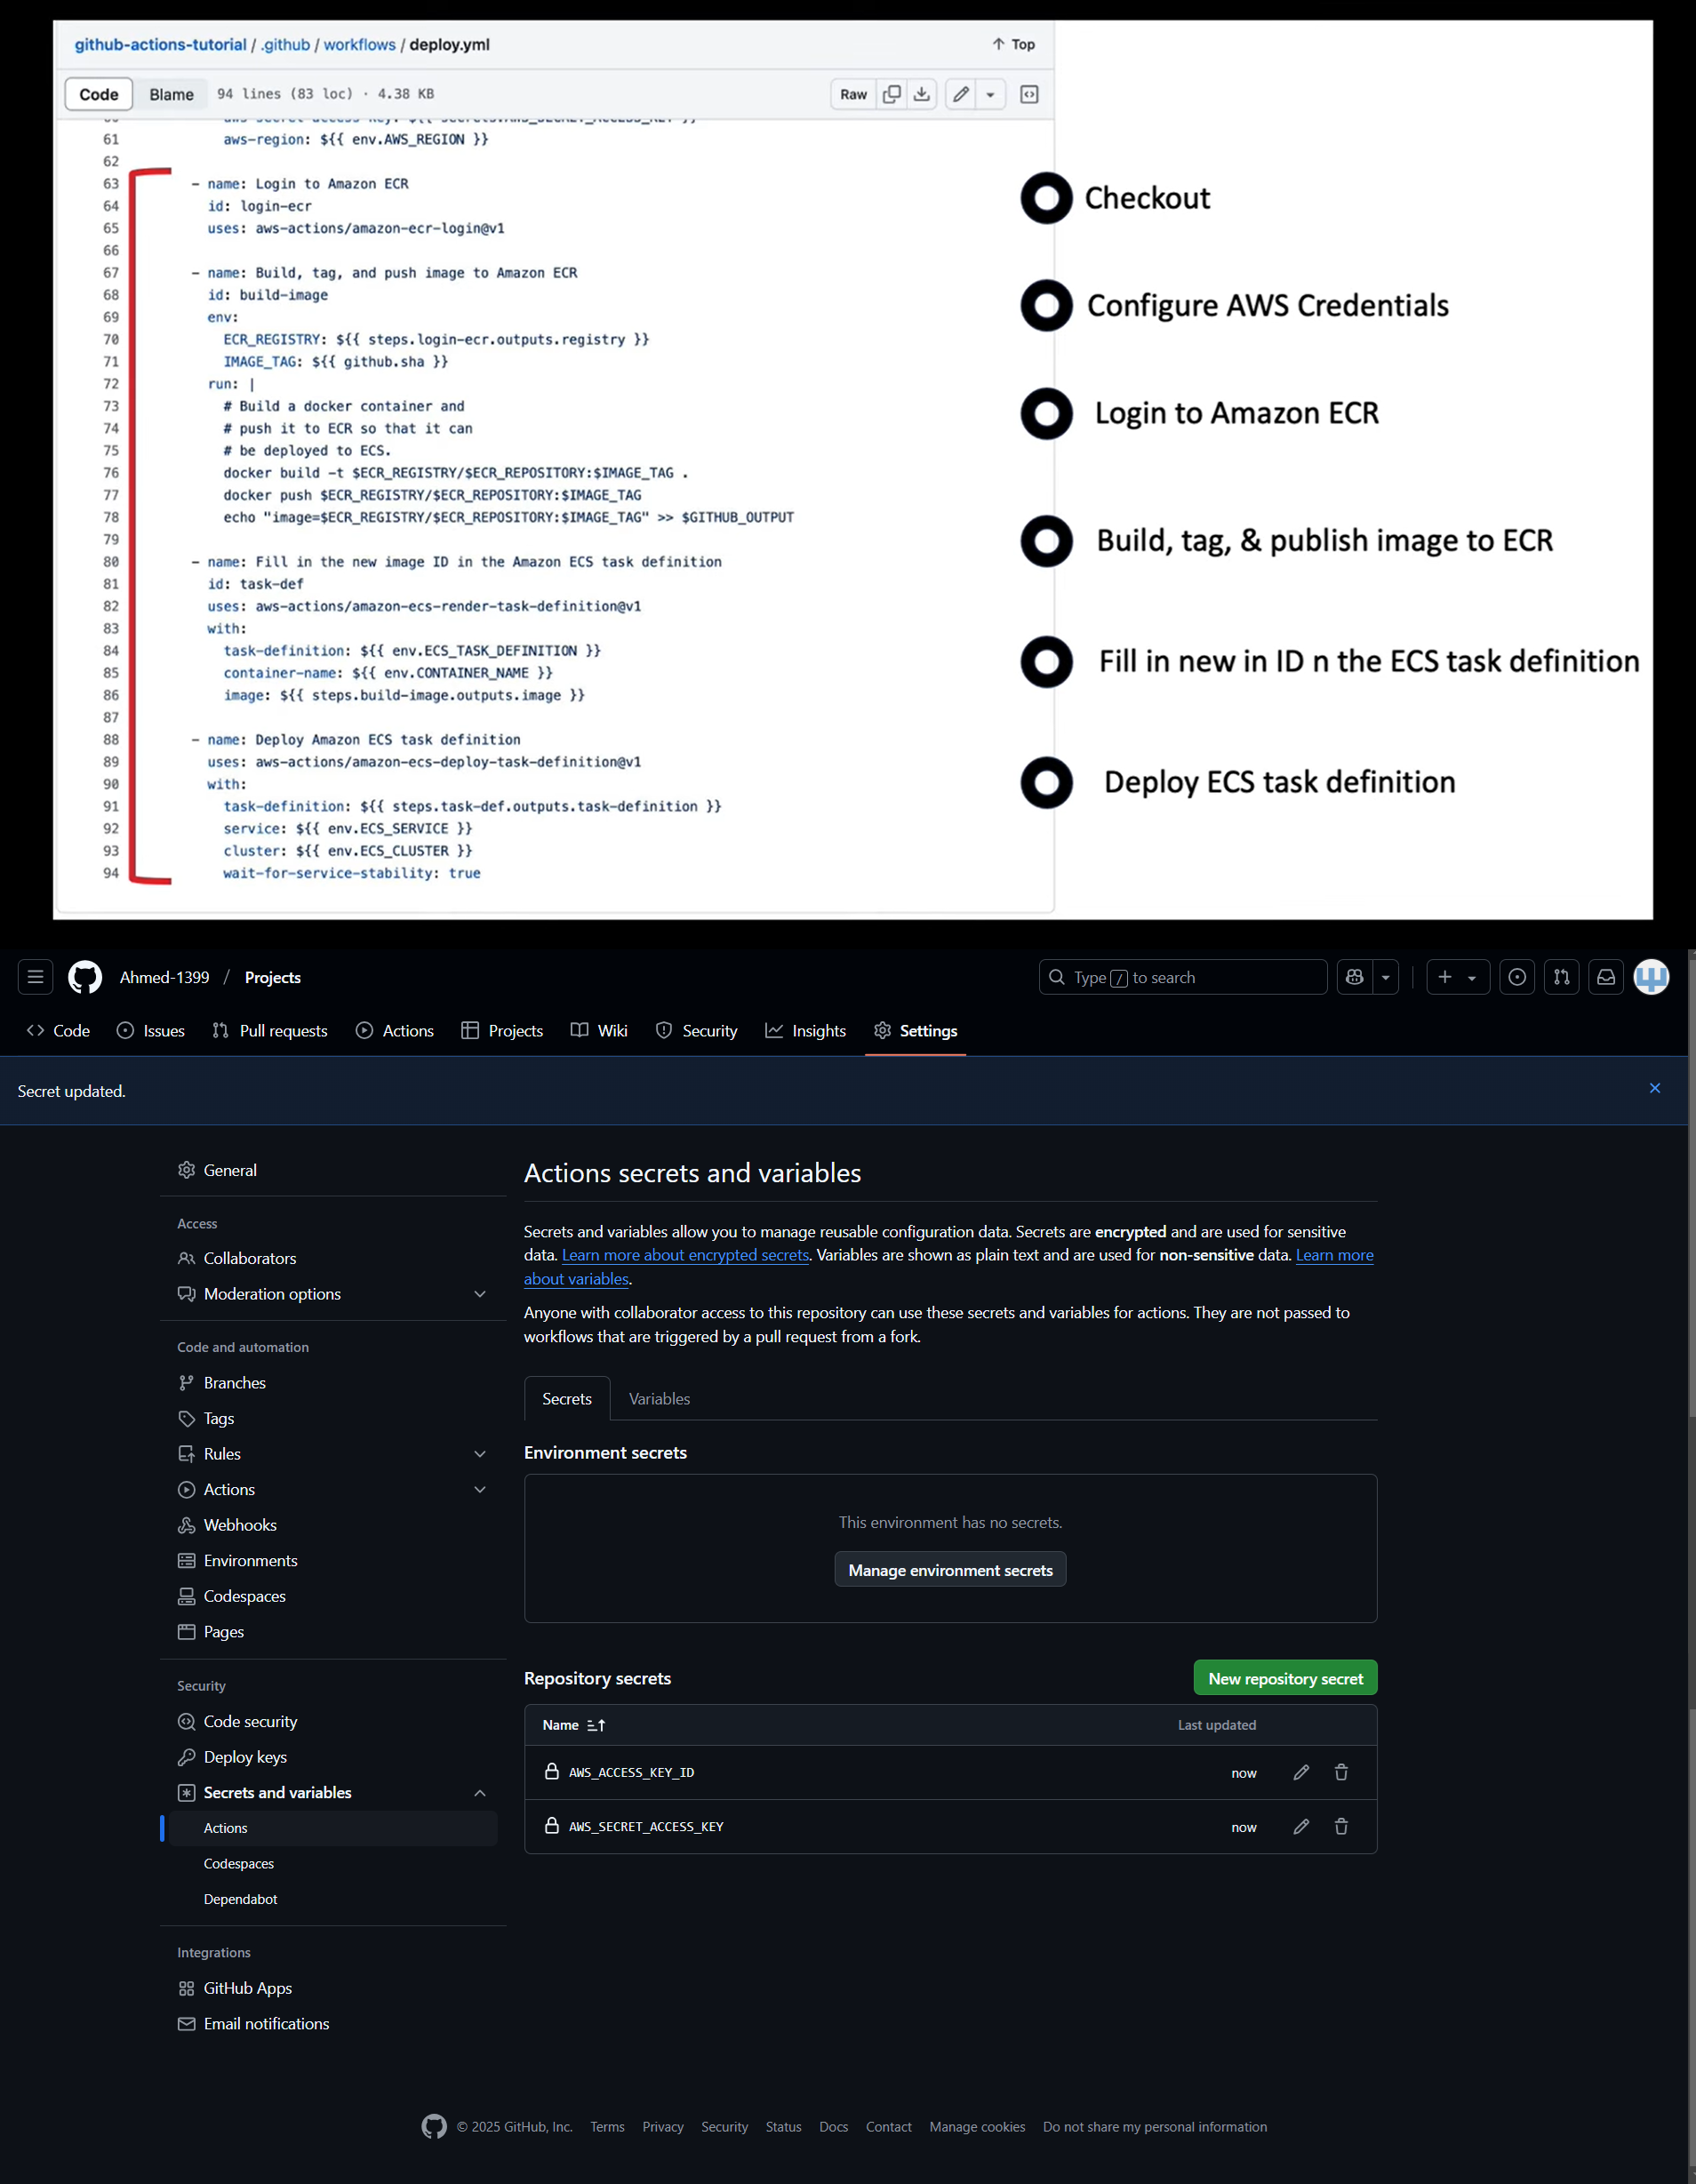 github-actions-tutorial / .github / workflows / deploy.yml
Top
Code
Blame
94 lines (83 loc) · 4.38 KB
Raw
60 aws-secret-access-key: ${{ secrets.AWS_SECRET_ACCESS_KEY }}
61 aws-region: ${{ env.AWS_REGION }}
62
63 - name: Login to Amazon ECR
64 id: login-ecr
65 uses: aws-actions/amazon-ecr-login@v1
66
67 - name: Build, tag, and push image to Amazon ECR
68 id: build-image
69 env:
70 ECR_REGISTRY: ${{ steps.login-ecr.outputs.registry }}
71 IMAGE_TAG: ${{ github.sha }}
72 run: |
73 # Build a docker container and
74 # push it to ECR so that it can
75 # be deployed to ECS.
76 docker build -t $ECR_REGISTRY/$ECR_REPOSITORY:$IMAGE_TAG .
77 docker push $ECR_REGISTRY/$ECR_REPOSITORY:$IMAGE_TAG
78 echo "image=$ECR_REGISTRY/$ECR_REPOSITORY:$IMAGE_TAG" >> $GITHUB_OUTPUT
79
80 - name: Fill in the new image ID in the Amazon ECS task definition
81 id: task-def
82 uses: aws-actions/amazon-ecs-render-task-definition@v1
83 with:
84 task-definition: ${{ env.ECS_TASK_DEFINITION }}
85 container-name: ${{ env.CONTAINER_NAME }}
86 image: ${{ steps.build-image.outputs.image }}
87
88 - name: Deploy Amazon ECS task definition
89 uses: aws-actions/amazon-ecs-deploy-task-definition@v1
90 with:
91 task-definition: ${{ steps.task-def.outputs.task-definition }}
92 service: ${{ env.ECS_SERVICE }}
93 cluster: ${{ env.ECS_CLUSTER }}
94 wait-for-service-stability: true
Checkout
Configure AWS Credentials
Login to Amazon ECR
Build, tag, & publish image to ECR
Fill in new in ID n the ECS task definition
Deploy ECS task definition
Ahmed-1399 / Projects
Type / to search
Code
Issues
Pull requests
Actions
Projects
Wiki
Security
Insights
Settings
Secret updated.
General
Access
Collaborators
Moderation options
Code and automation
Branches
Tags
Rules
Actions
Webhooks
Environments
Codespaces
Pages
Security
Code security
Deploy keys
Secrets and variables
Actions
Codespaces
Dependabot
Integrations
GitHub Apps
Email notifications
Actions secrets and variables
Secrets and variables allow you to manage reusable configuration data. Secrets are encrypted and are used for sensitive
data. Learn more about encrypted secrets. Variables are shown as plain text and are used for non-sensitive data. Learn more
about variables.
Anyone with collaborator access to this repository can use these secrets and variables for actions. They are not passed to
workflows that are triggered by a pull request from a fork.
Secrets
Variables
Environment secrets
This environment has no secrets.
Manage environment secrets
Repository secrets
New repository secret
Name
Last updated
AWS_ACCESS_KEY_ID
now
AWS_SECRET_ACCESS_KEY
now
© 2025 GitHub, Inc.
Terms
Privacy
Security
Status
Docs
Contact
Manage cookies
Do not share my personal information